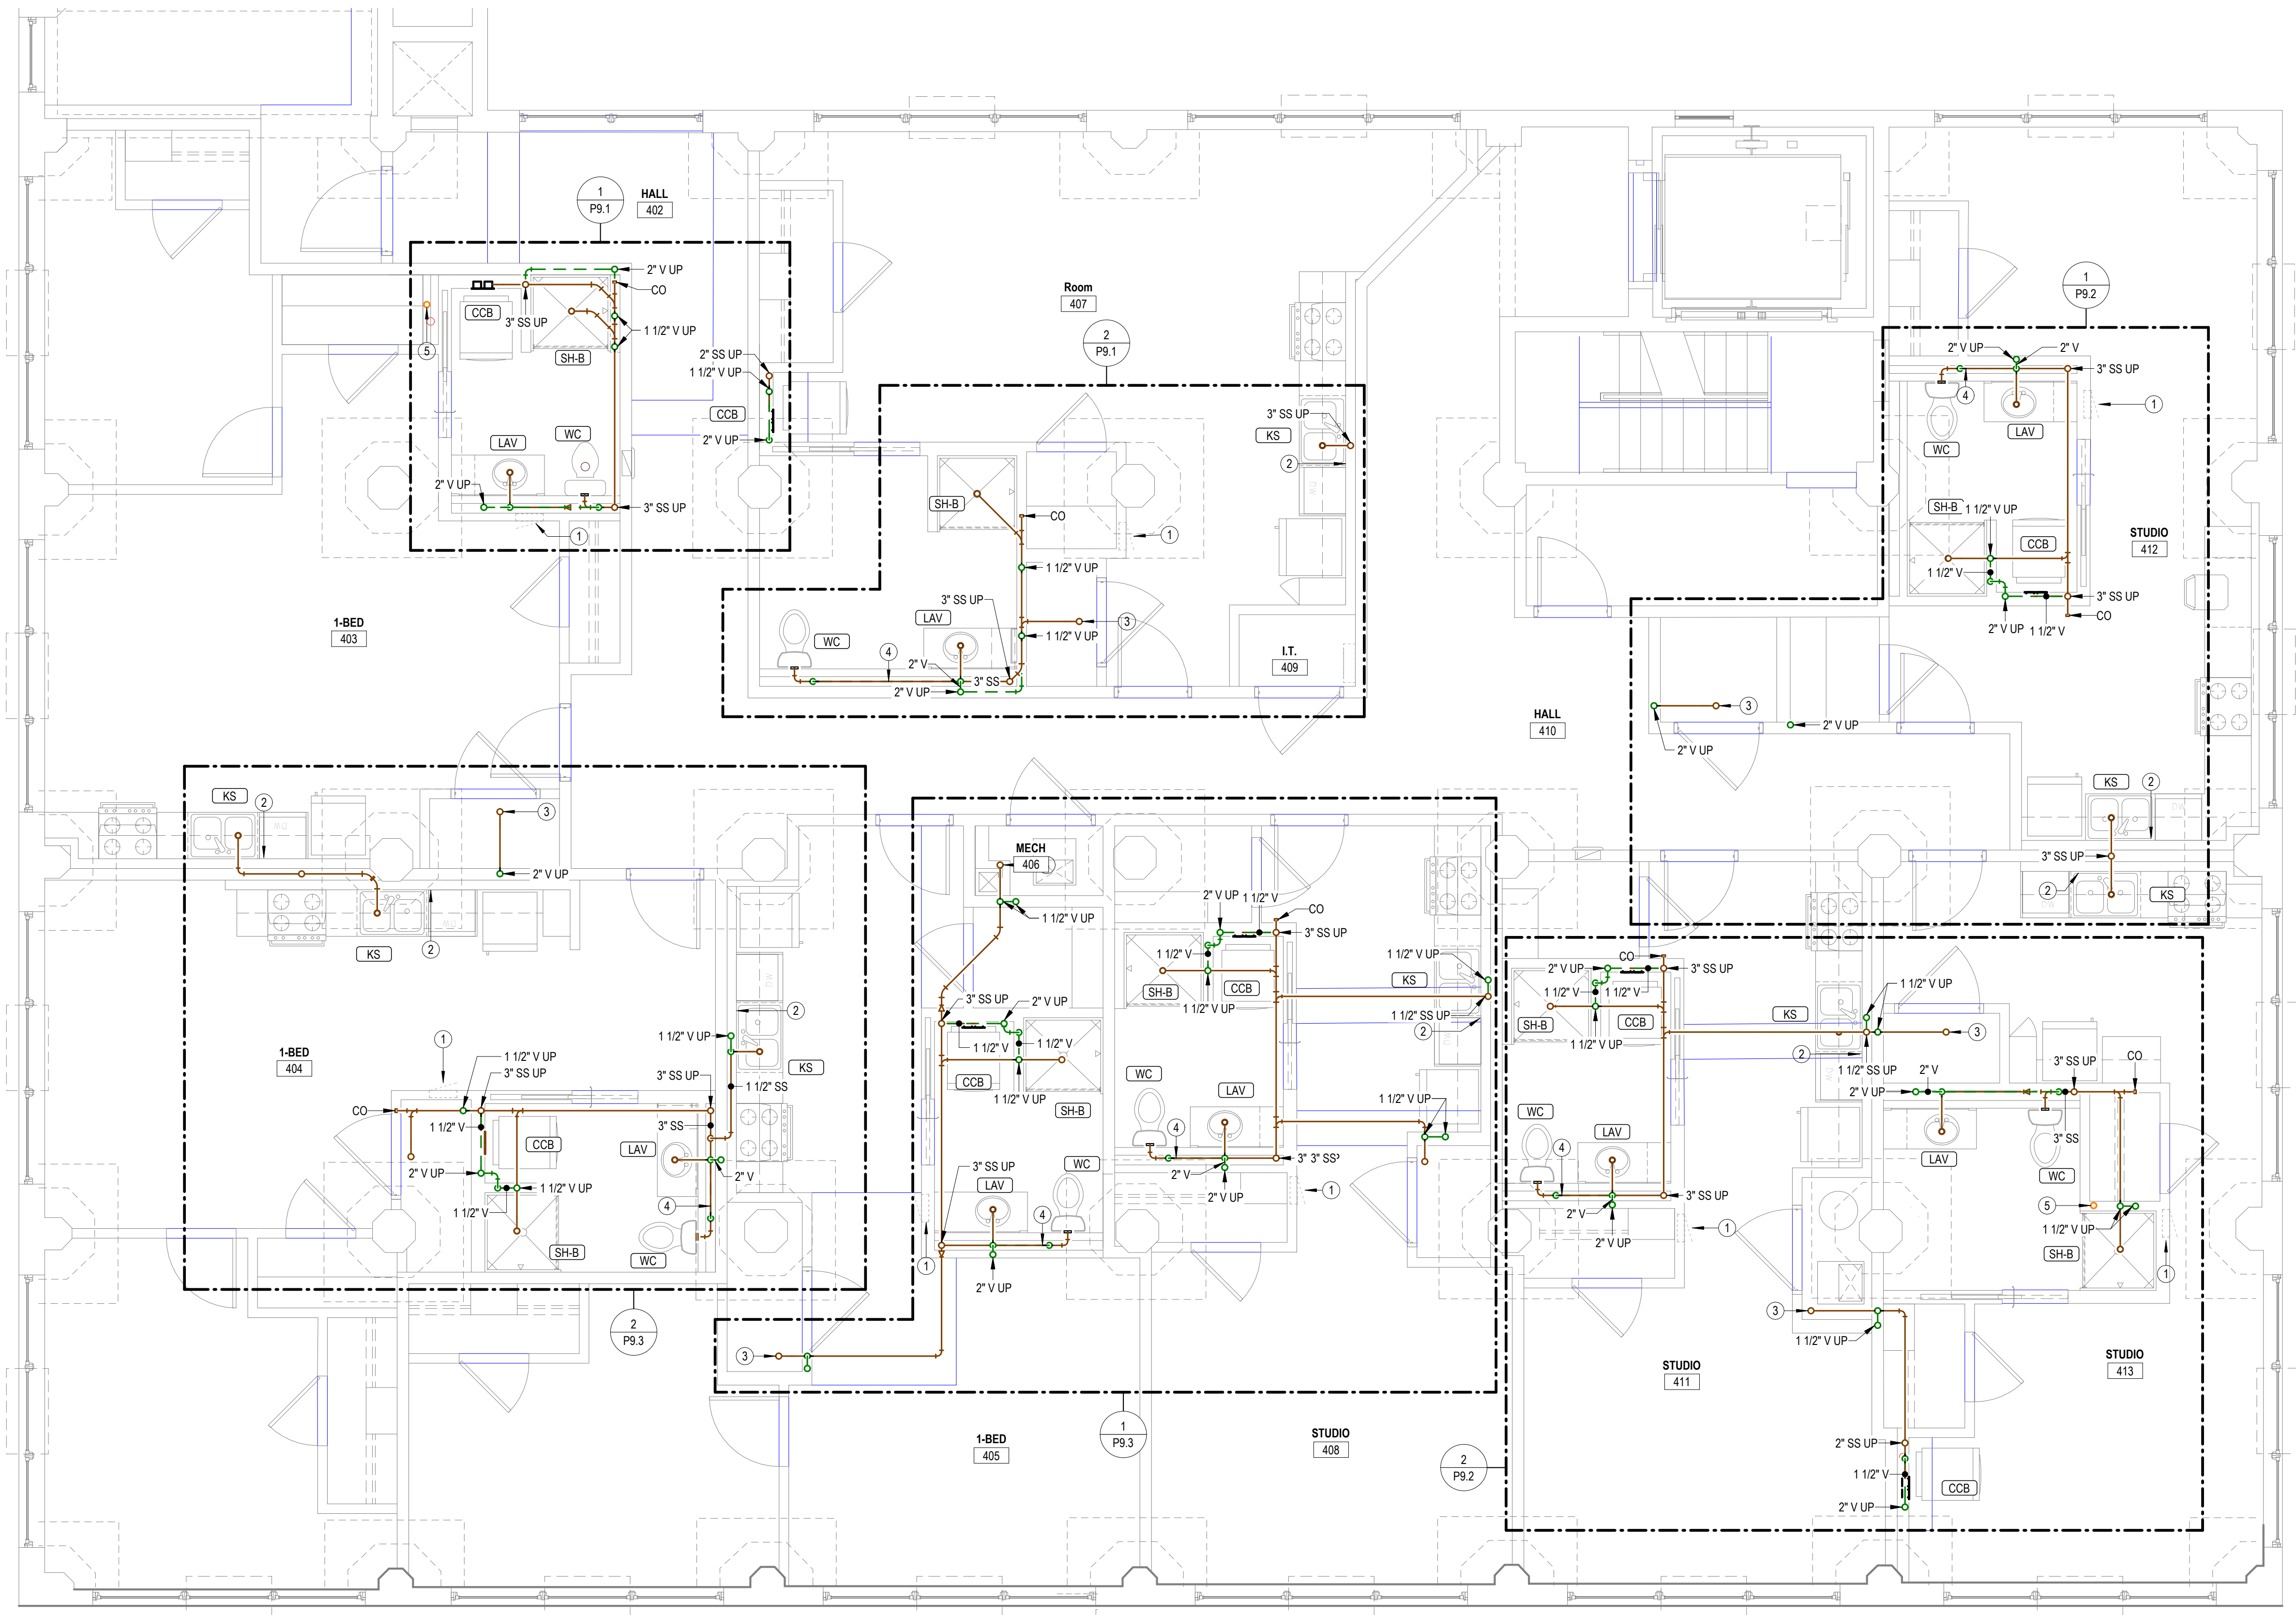 1
P9.1
HALL
402
2" V UP
CO
CCB
3" SS UP
1 1/2" V UP
5
SH-B
2" SS UP
1 1/2" V UP
CCB
2" V UP
LAV
WC
2" V UP
3" SS UP
1
Room
407
2
P9.1
3" SS UP
KS
2
DW
SH-B
CO
1
1 1/2" V UP
3" SS UP
LAV
3
WC
1 1/2" V UP
4
2" V
3" SS
2" V UP
I.T.
409
1
P9.2
2" V UP
2" V
3" SS UP
4
1
LAV
WC
SH-B
1 1/2" V UP
CCB
STUDIO
412
1 1/2" V
3" SS UP
CO
2" V UP
1 1/2" V
3
HALL
410
2" V UP
2" V UP
KS
2
DW
3" SS UP
2
KS
DW
1-BED
403
KS
2
3
DW
2" V UP
DW
KS
2
DW
2
1 1/2" V UP
KS
1-BED
404
1
1 1/2" V UP
3" SS UP
3" SS UP
1 1/2" SS
CO
1 1/2" V
3" SS
CCB
LAV
2" V UP
2" V
1 1/2" V UP
4
1 1/2" V
SH-B
WC
2
P9.3
MECH
406
1 1/2" V UP
2" V UP
1 1/2" V
CO
3" SS UP
1 1/2" V
SH-B
CCB
1 1/2" V UP
1 1/2" V UP
KS
1 1/2" SS UP
2
3" SS UP
2" V UP
1 1/2" V
1 1/2" V
CCB
1 1/2" V UP
SH-B
WC
LAV
1 1/2" V UP
4
3" 3" SS
2" V
2" V UP
1
3" SS UP
WC
LAV
4
1
2" V UP
3
1
P9.3
1-BED
405
STUDIO
408
2
P9.2
CO
2" V UP
3" SS UP
1 1/2" V
1 1/2" V
SH-B
CCB
1 1/2" V UP
1 1/2" V UP
KS
3
2
1 1/2" SS UP
DW
WC
LAV
4
3" SS UP
2" V
1
2" V UP
3" SS UP
CO
2" V
2" V UP
3" SS
LAV
WC
5
1 1/2" V UP
SH-B
1
3
1 1/2" V UP
STUDIO
411
STUDIO
413
2" SS UP
1 1/2" V
CCB
2" V UP